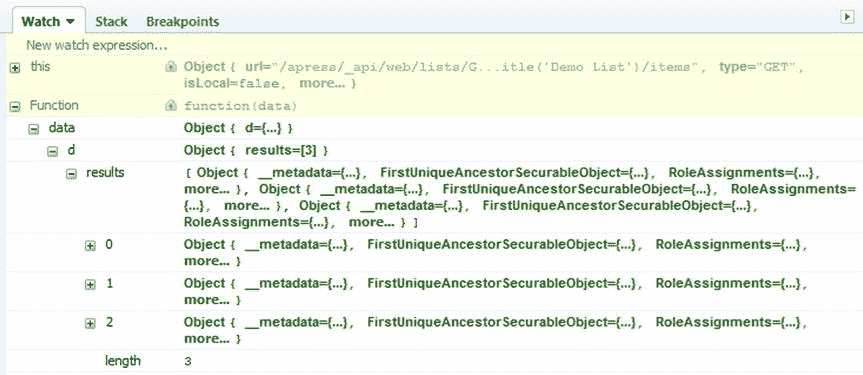 Watch Stack Breakpoints
New watch expression...
this Object { url="/apress/_api/web/lists/G...itle('Demo List')/items", type="GET",
isLocal=false, more... }
Function function(data)
data Object { d={...} }
d Object { results=[3] }
results [ Object { __metadata={...}, FirstUniqueAncestorSecurableObject={...}, RoleAssignments={...},
more... }, Object { __metadata={...}, FirstUniqueAncestorSecurableObject={...}, RoleAssignments=
{...}, more... }, Object { __metadata={...}, FirstUniqueAncestorSecurableObject={...},
RoleAssignments={...}, more... } ]
0 Object { __metadata={...}, FirstUniqueAncestorSecurableObject={...}, RoleAssignments={...},
more... }
1 Object { __metadata={...}, FirstUniqueAncestorSecurableObject={...}, RoleAssignments={...},
more... }
2 Object { __metadata={...}, FirstUniqueAncestorSecurableObject={...}, RoleAssignments={...},
more... }
length 3